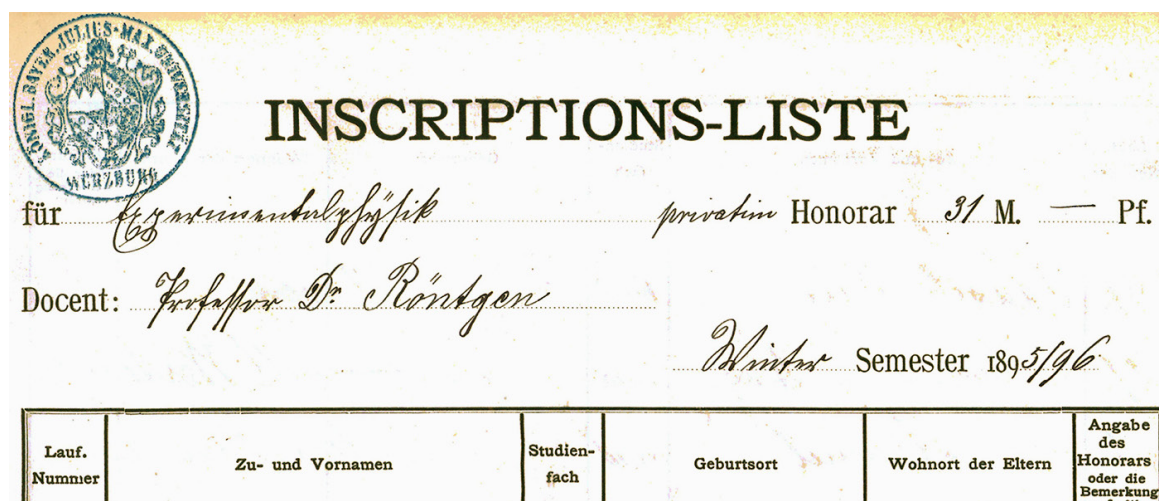 KÖNIGL. BAYER. JULIUS-MAX. UNIVERSITÄT
WÜRZBURG
INSCRIPTIONS-LISTE
für Experimentalphÿsik privatim Honorar 31 M. — Pf.
Docent: Professor Dr. Röntgen
Winter Semester 1895/96
Lauf. Nummer
Zu- und Vornamen
Studien-
fach
Geburtsort
Wohnort der Eltern
Angabe
des
Honorars
oder die
Bemerkung